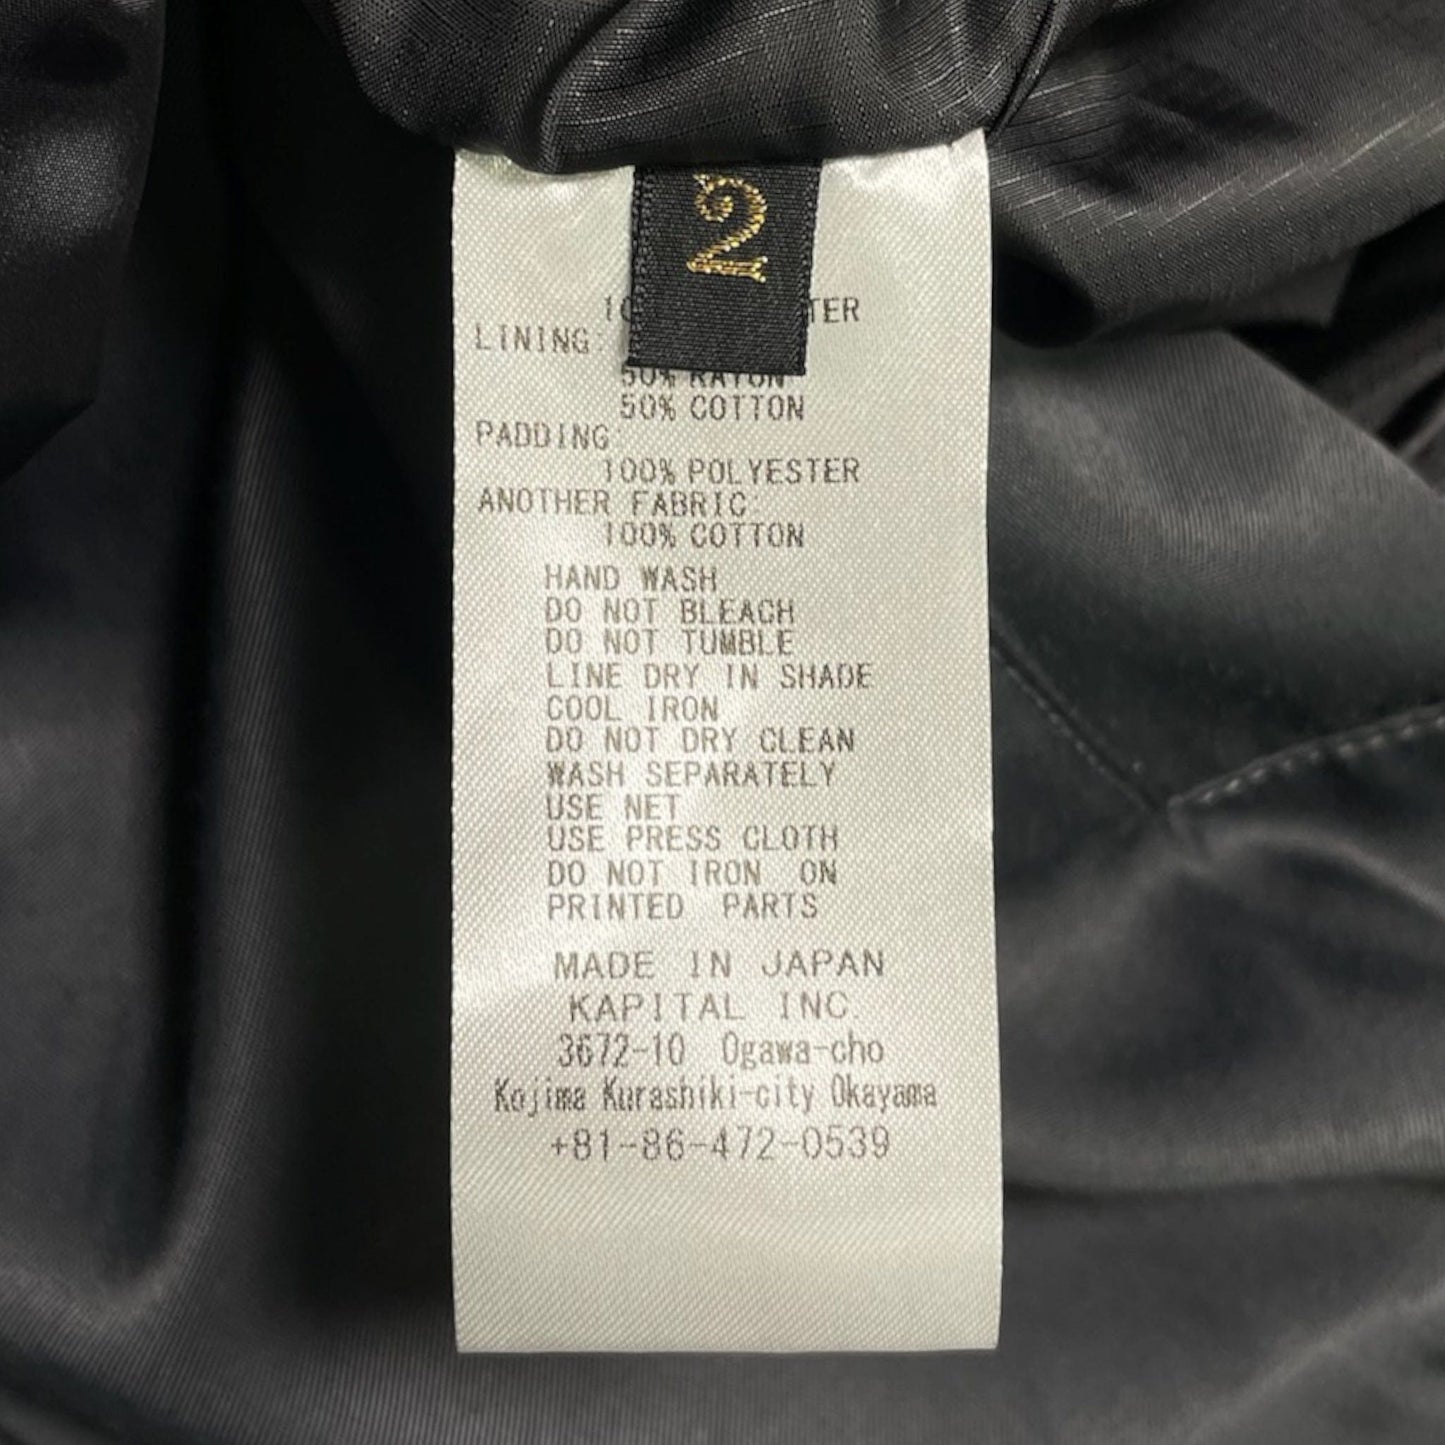 2
LINING:
50% RAYON
50% COTTON
PADDING:
100% POLYESTER
ANOTHER FABRIC:
100% COTTON
HAND WASH
DO NOT BLEACH
DO NOT TUMBLE
LINE DRY IN SHADE
COOL IRON
DO NOT DRY CLEAN
WASH SEPARATELY
USE NET
USE PRESS CLOTH
DO NOT IRON ON
PRINTED PARTS
MADE IN JAPAN
KAPITAL INC.
3672-10 Ogawa-cho
Kojima Kurashiki-city Okayama
+81-86-472-0539